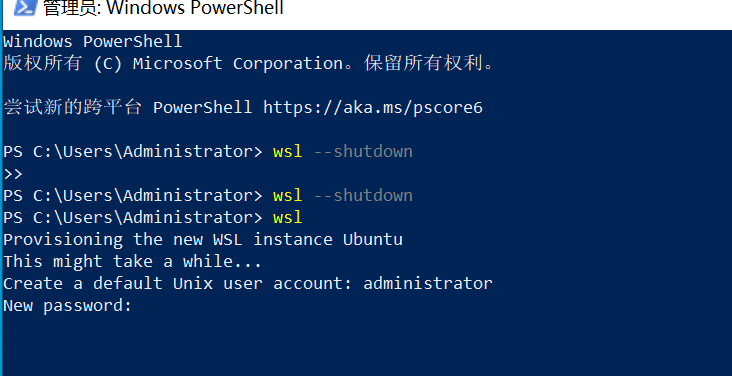 管理员: Windows PowerShell
Windows PowerShell
版权所有 (C) Microsoft Corporation。保留所有权利。
尝试新的跨平台 PowerShell https://aka.ms/pscore6
PS C:\Users\Administrator> wsl --shutdown
>>
PS C:\Users\Administrator> wsl --shutdown
PS C:\Users\Administrator> wsl
Provisioning the new WSL instance Ubuntu
This might take a while...
Create a default Unix user account: administrator
New password: